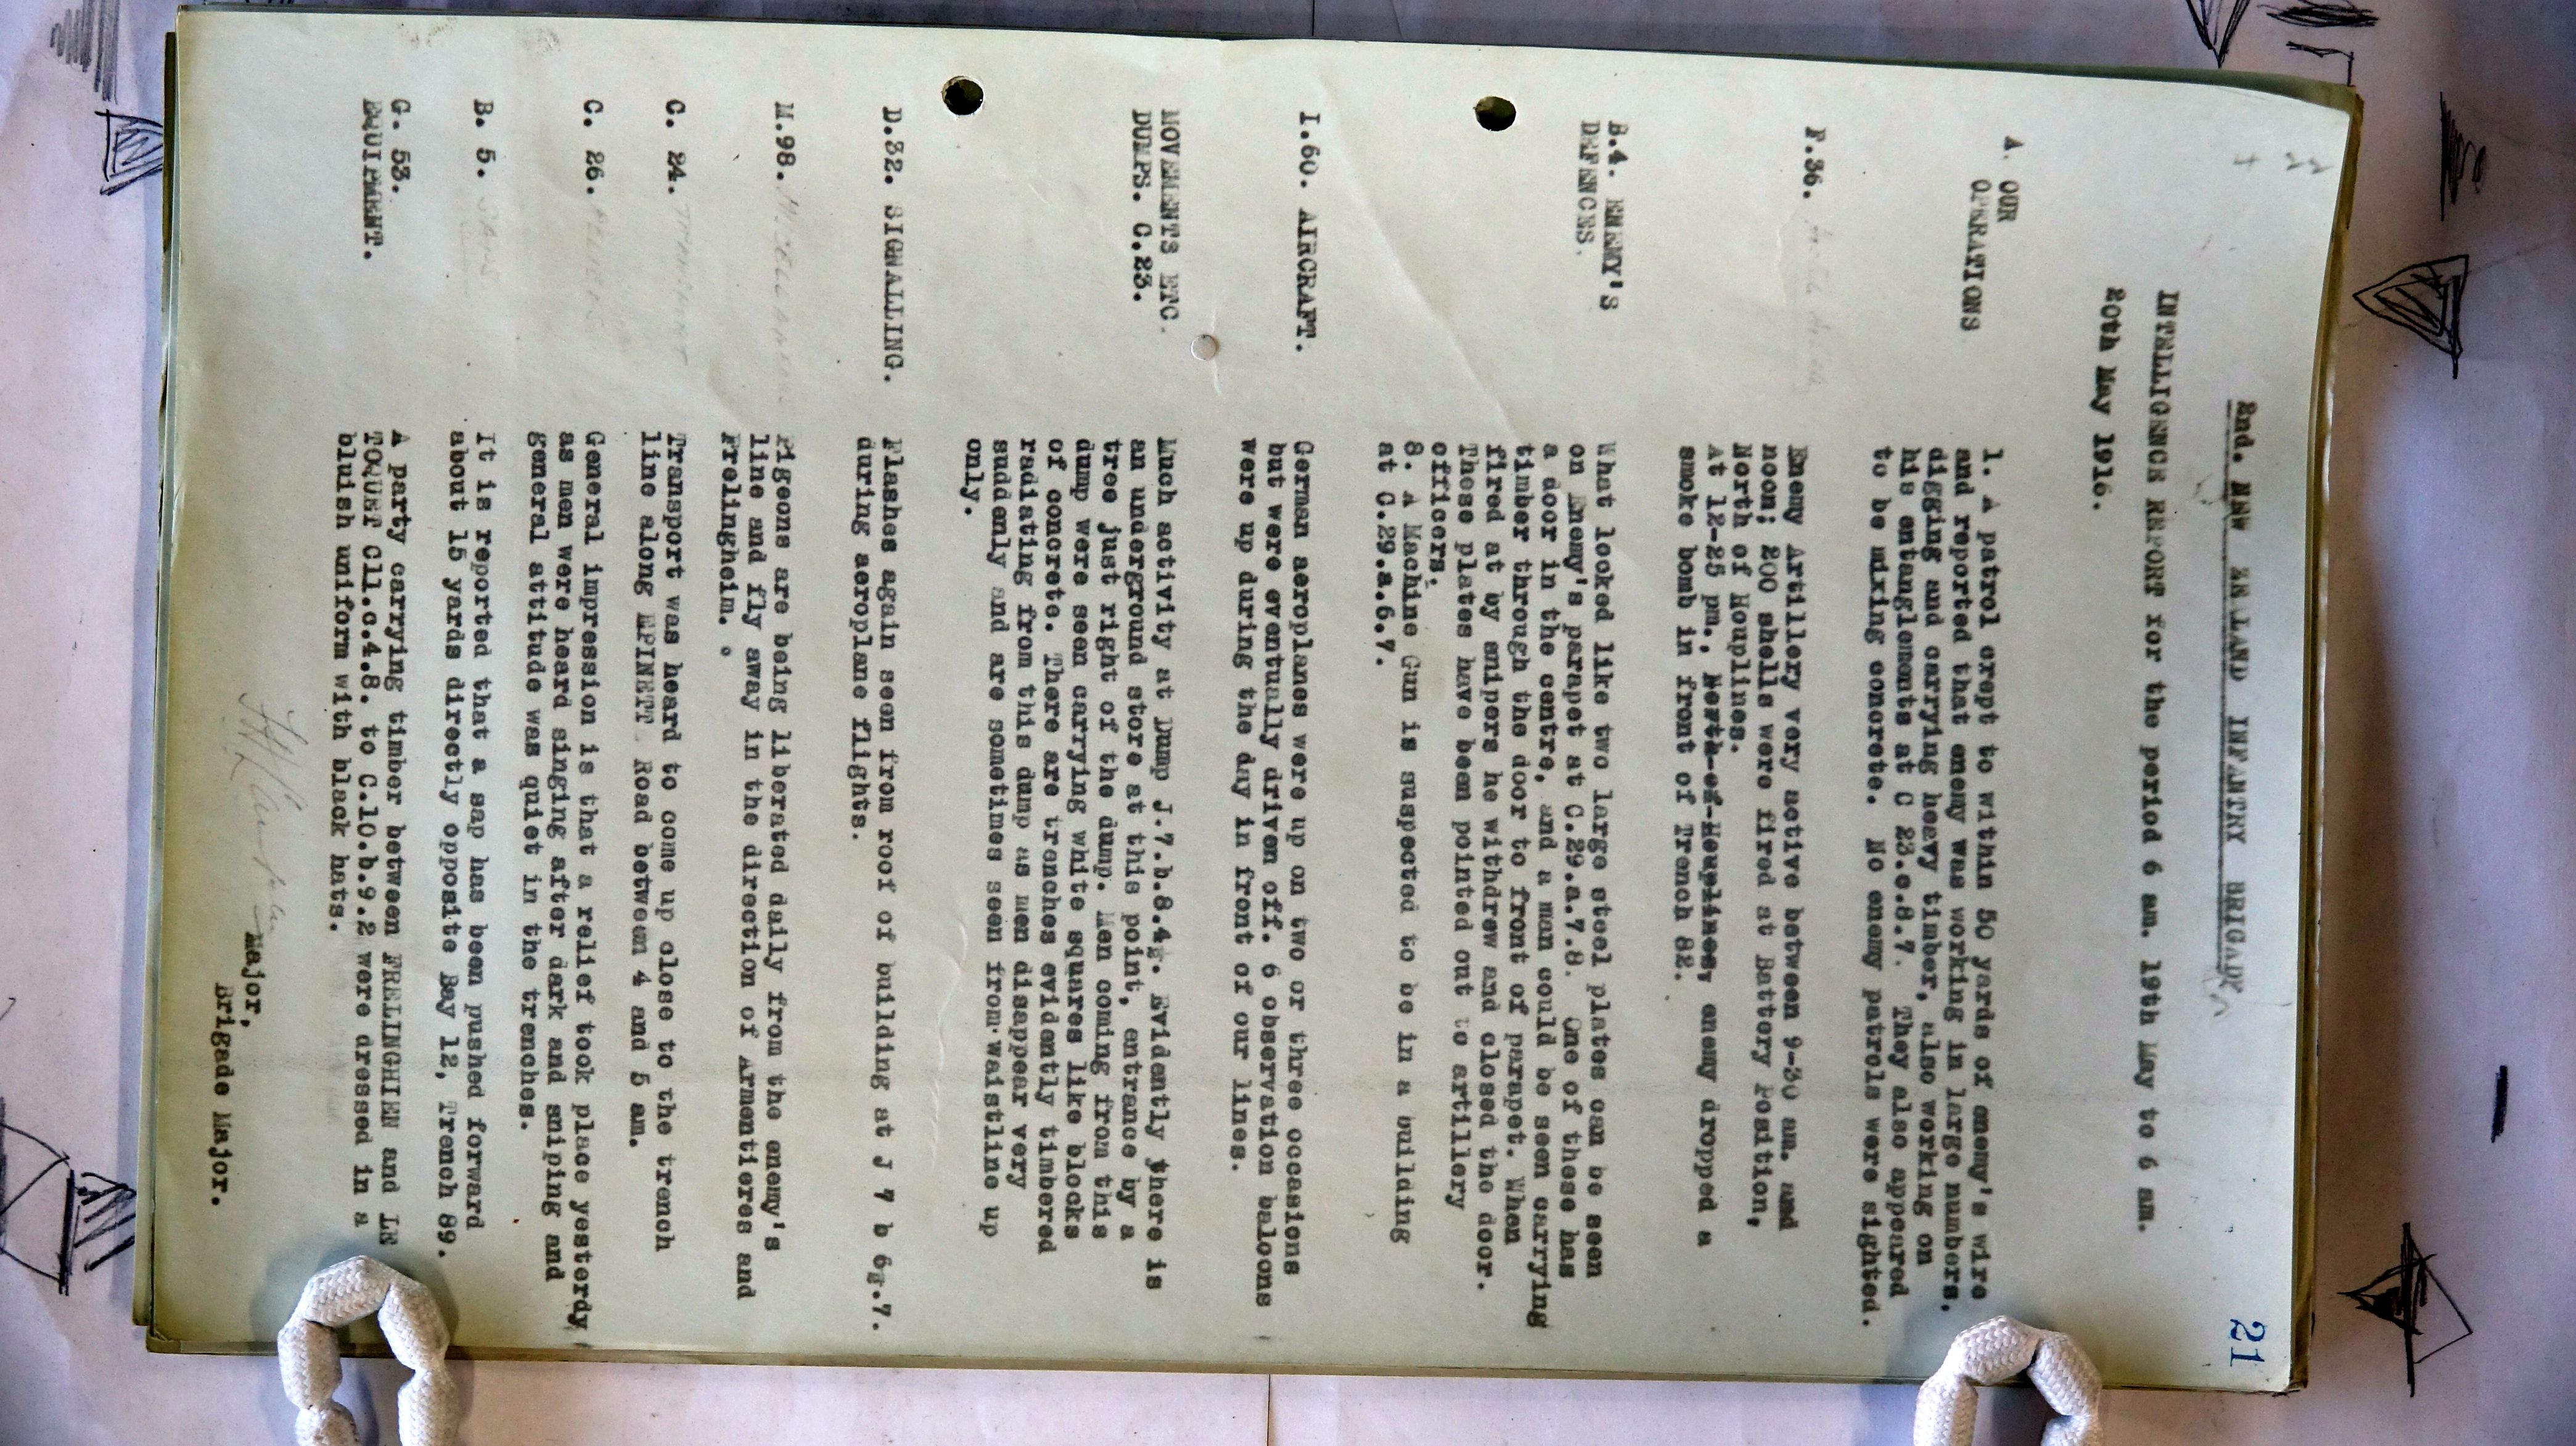 21
2nd. NEW ZEALAND INFANTRY BRIGADE
INTELLIGENCE REPORT for the period 6 am. 19th May to 6 am.
20th May 1916.
A. OUR
OPERATIONS
1. A patrol crept to within 50 yards of enemy's wire
and reported that enemy was working in large numbers,
digging and carrying heavy timber, also working on
his entanglements at C 23.c.8.7. They also appeared
to be mixing concrete. No enemy patrols were sighted.
F.36.
Enemy Artillery very active between 9-30 am. and
noon; 200 shells were fired at Battery Position,
North of Houplines.
At 12-25 pm., North-of-Houplines, enemy dropped a
smoke bomb in front of Trench 82.
B.4. ENEMY'S
DEFENCES.
What looked like two large steel plates can be seen
on Enemy's parapet at C.29.a.7.8. One of these has
a door in the centre, and a man could be seen carrying
timber through the door to front of parapet. When
fired at by snipers he withdrew and closed the door.
These plates have been pointed out to artillery
officers.
8. A Machine Gun is suspected to be in a building
at C.29.a.6.7.
I.60. AIRCRAFT.
German aeroplanes were up on two or three occasions
but were eventually driven off. 6 observation baloons
were up during the day in front of our lines.
MOVEMENTS ETC.
DUMPS. C.23.
Much activity at Dump J.7.b.8.4½. Evidently there is
an underground store at this point, entrance by a
tree just right of the dump. Men coming from this
dump were seen carrying white squares like blocks
of concrete. There are trenches evidently timbered
radiating from this dump as men disappear very
suddenly and are sometimes seen from waistline up
only.
D.32. SIGNALLING.
Flashes again seen from roof of building at J 7 b 6½.7.
during aeroplane flights.
M.98. MISCELLANEOUS
Pigeons are being liberated daily from the enemy's
line and fly away in the direction of Armentieres and
Frelingheim.
C. 24. TRANSPORT
Transport was heard to come up close to the trench
line along EPINETT Road between 4 and 5 am.
C. 26. RELIEFS
General impression is that a relief took place yesterdy
as men were heard singing after dark and sniping and
general attitude was quiet in the trenches.
B. 5. SAPS
It is reported that a sap has been pushed forward
about 15 yards directly opposite Bay 12, Trench 89.
G. 53.
EQUIPMENT.
A party carrying timber between FRELINGHIEN and LE
TOQUET C11.c.4.8. to C.10.b.9.2 were dressed in a
bluish uniform with black hats.
Major,
Brigade Major.